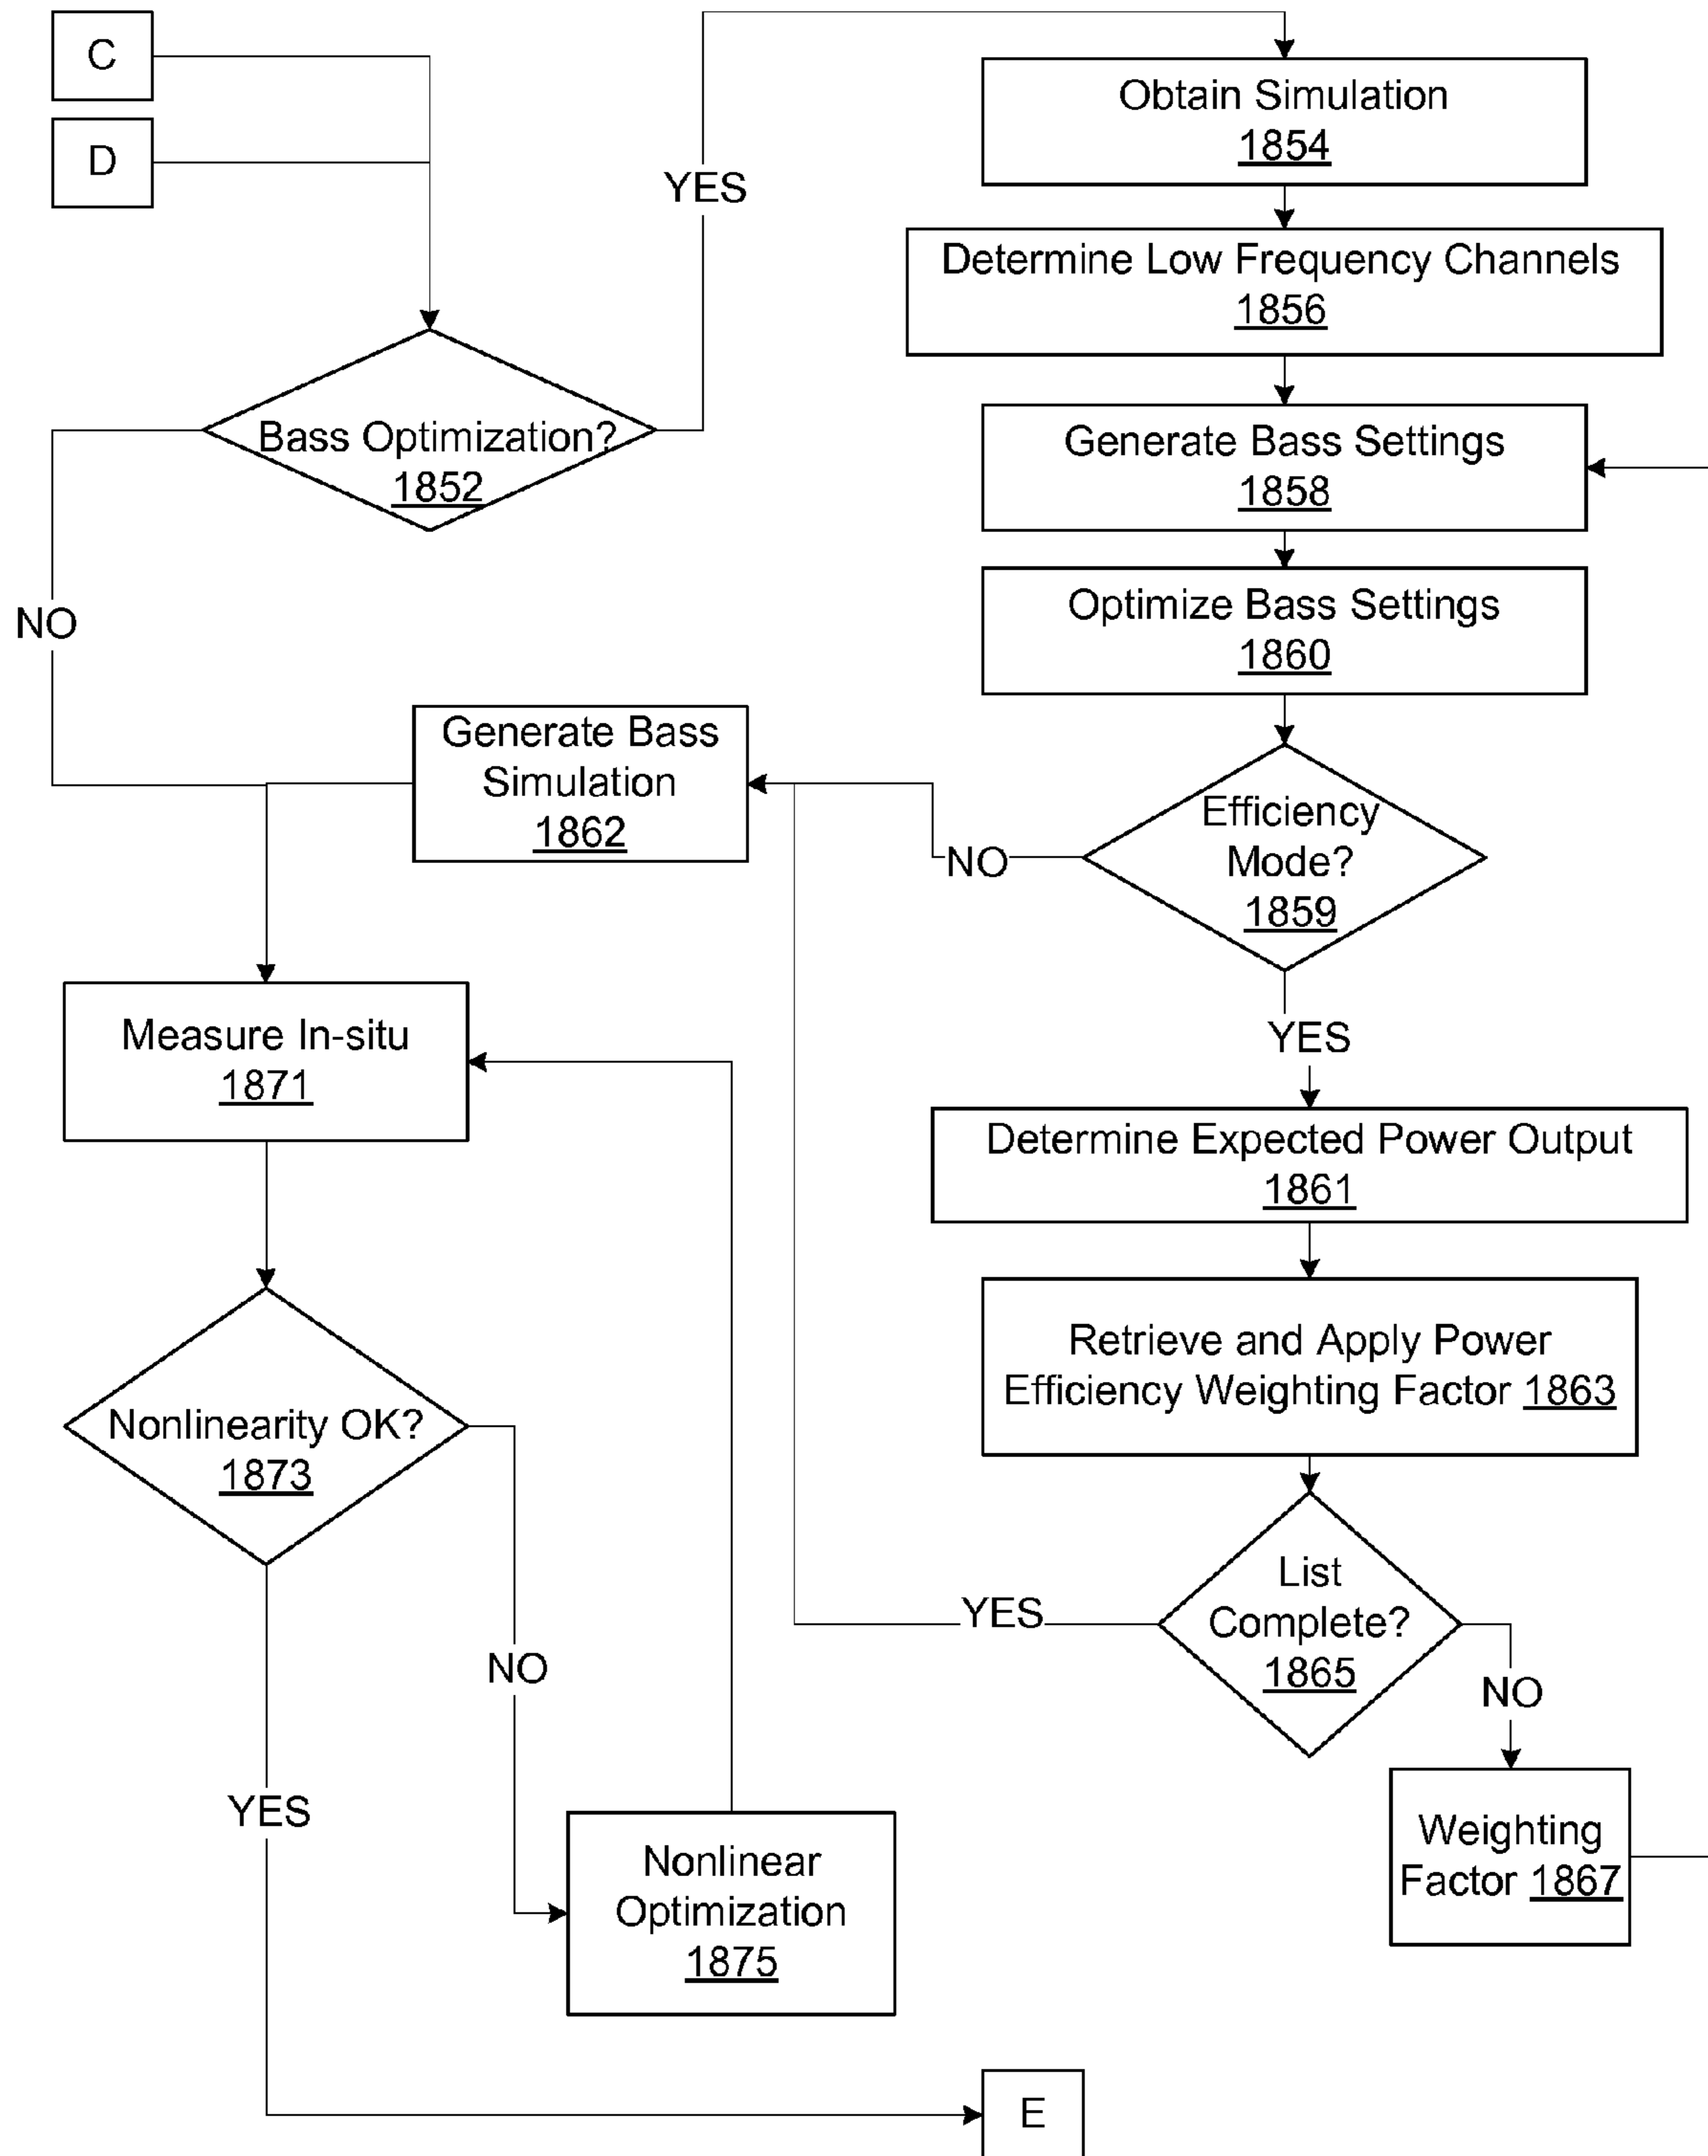 C
D
YES
Obtain Simulation
1854
Determine Low Frequency Channels
1856
Bass Optimization?
1852
Generate Bass Settings
1858
NO
Optimize Bass Settings
1860
Generate Bass
Simulation
1862
Efficiency
Mode?
1859
NO
YES
Measure In-situ
1871
Determine Expected Power Output
1861
Retrieve and Apply Power
Efficiency Weighting Factor 1863
Nonlinearity OK?
1873
List
Complete?
1865
YES
NO
NO
YES
Weighting
Factor 1867
Nonlinear
Optimization
1875
E